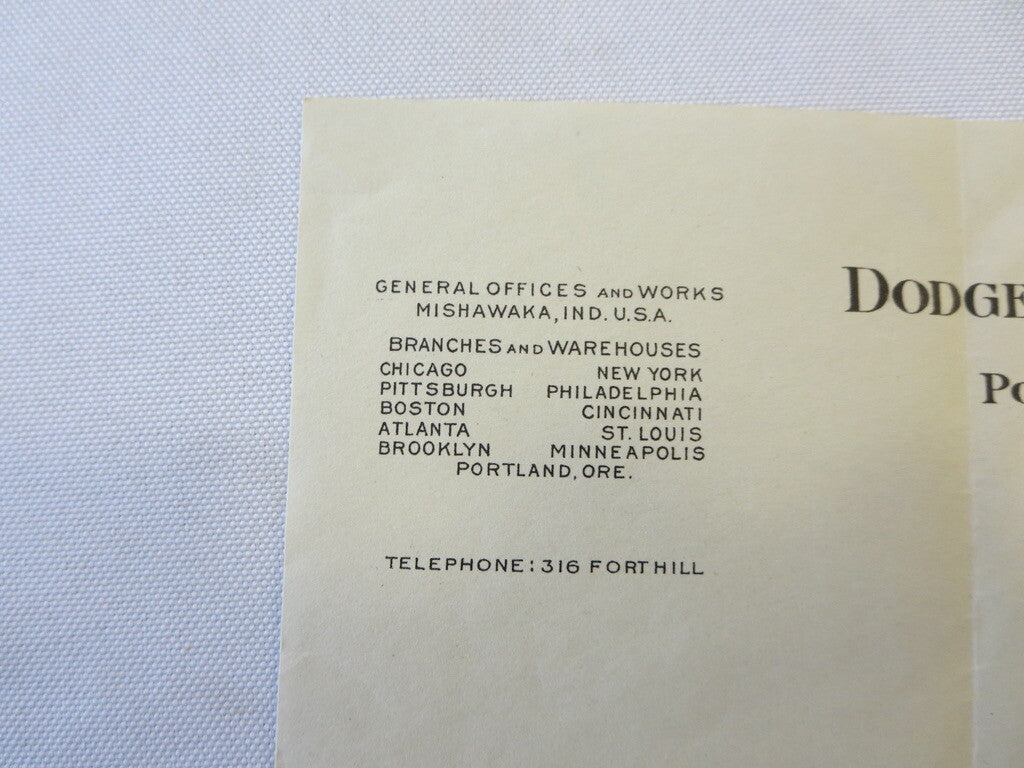 GENERAL OFFICES AND WORKS
MISHAWAKA, IND. U.S.A.
BRANCHES AND WAREHOUSES
CHICAGO NEW YORK
PITTSBURGH PHILADELPHIA
BOSTON CINCINNATI
ATLANTA ST. LOUIS
BROOKLYN MINNEAPOLIS
PORTLAND, ORE.
TELEPHONE: 316 FORT HILL
DODGE